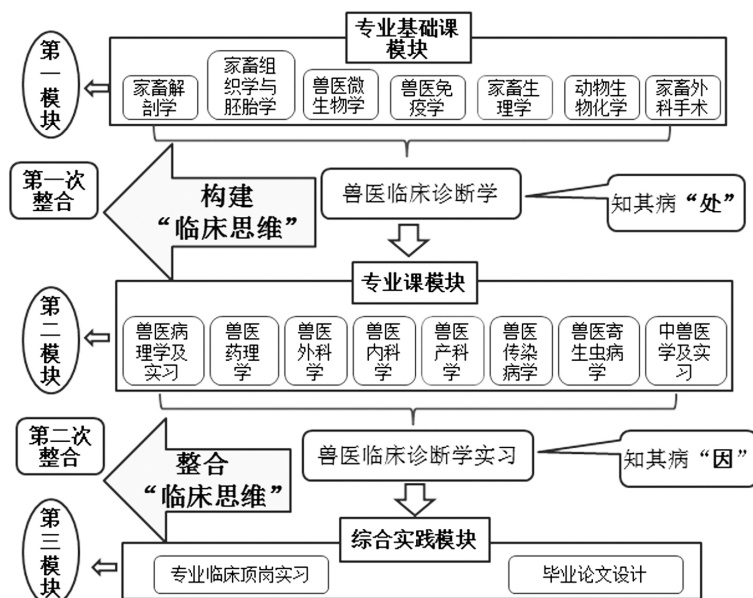 第一模块
专业基础课
模块
家畜解
剖学
家畜组
织学与
胚胎学
兽医微
生物学
兽医免
疫学
家畜生
理学
动物生
物化学
家畜外
科手术
第一次
整合
构建
“临床思维”
兽医临床诊断学
知其病“处”
第二模块
专业课模块
兽医病
理学及
实习
兽医
药理
学
兽医
外科
学
兽医
内科
学
兽医
产科
学
兽医
传染
病学
兽医寄
生虫病
学
中兽医
学及实
习
第二次
整合
整合
“临床思维”
兽医临床诊断学实习
知其病“因”
第三模块
综合实践模块
专业临床顶岗实习
毕业论文设计